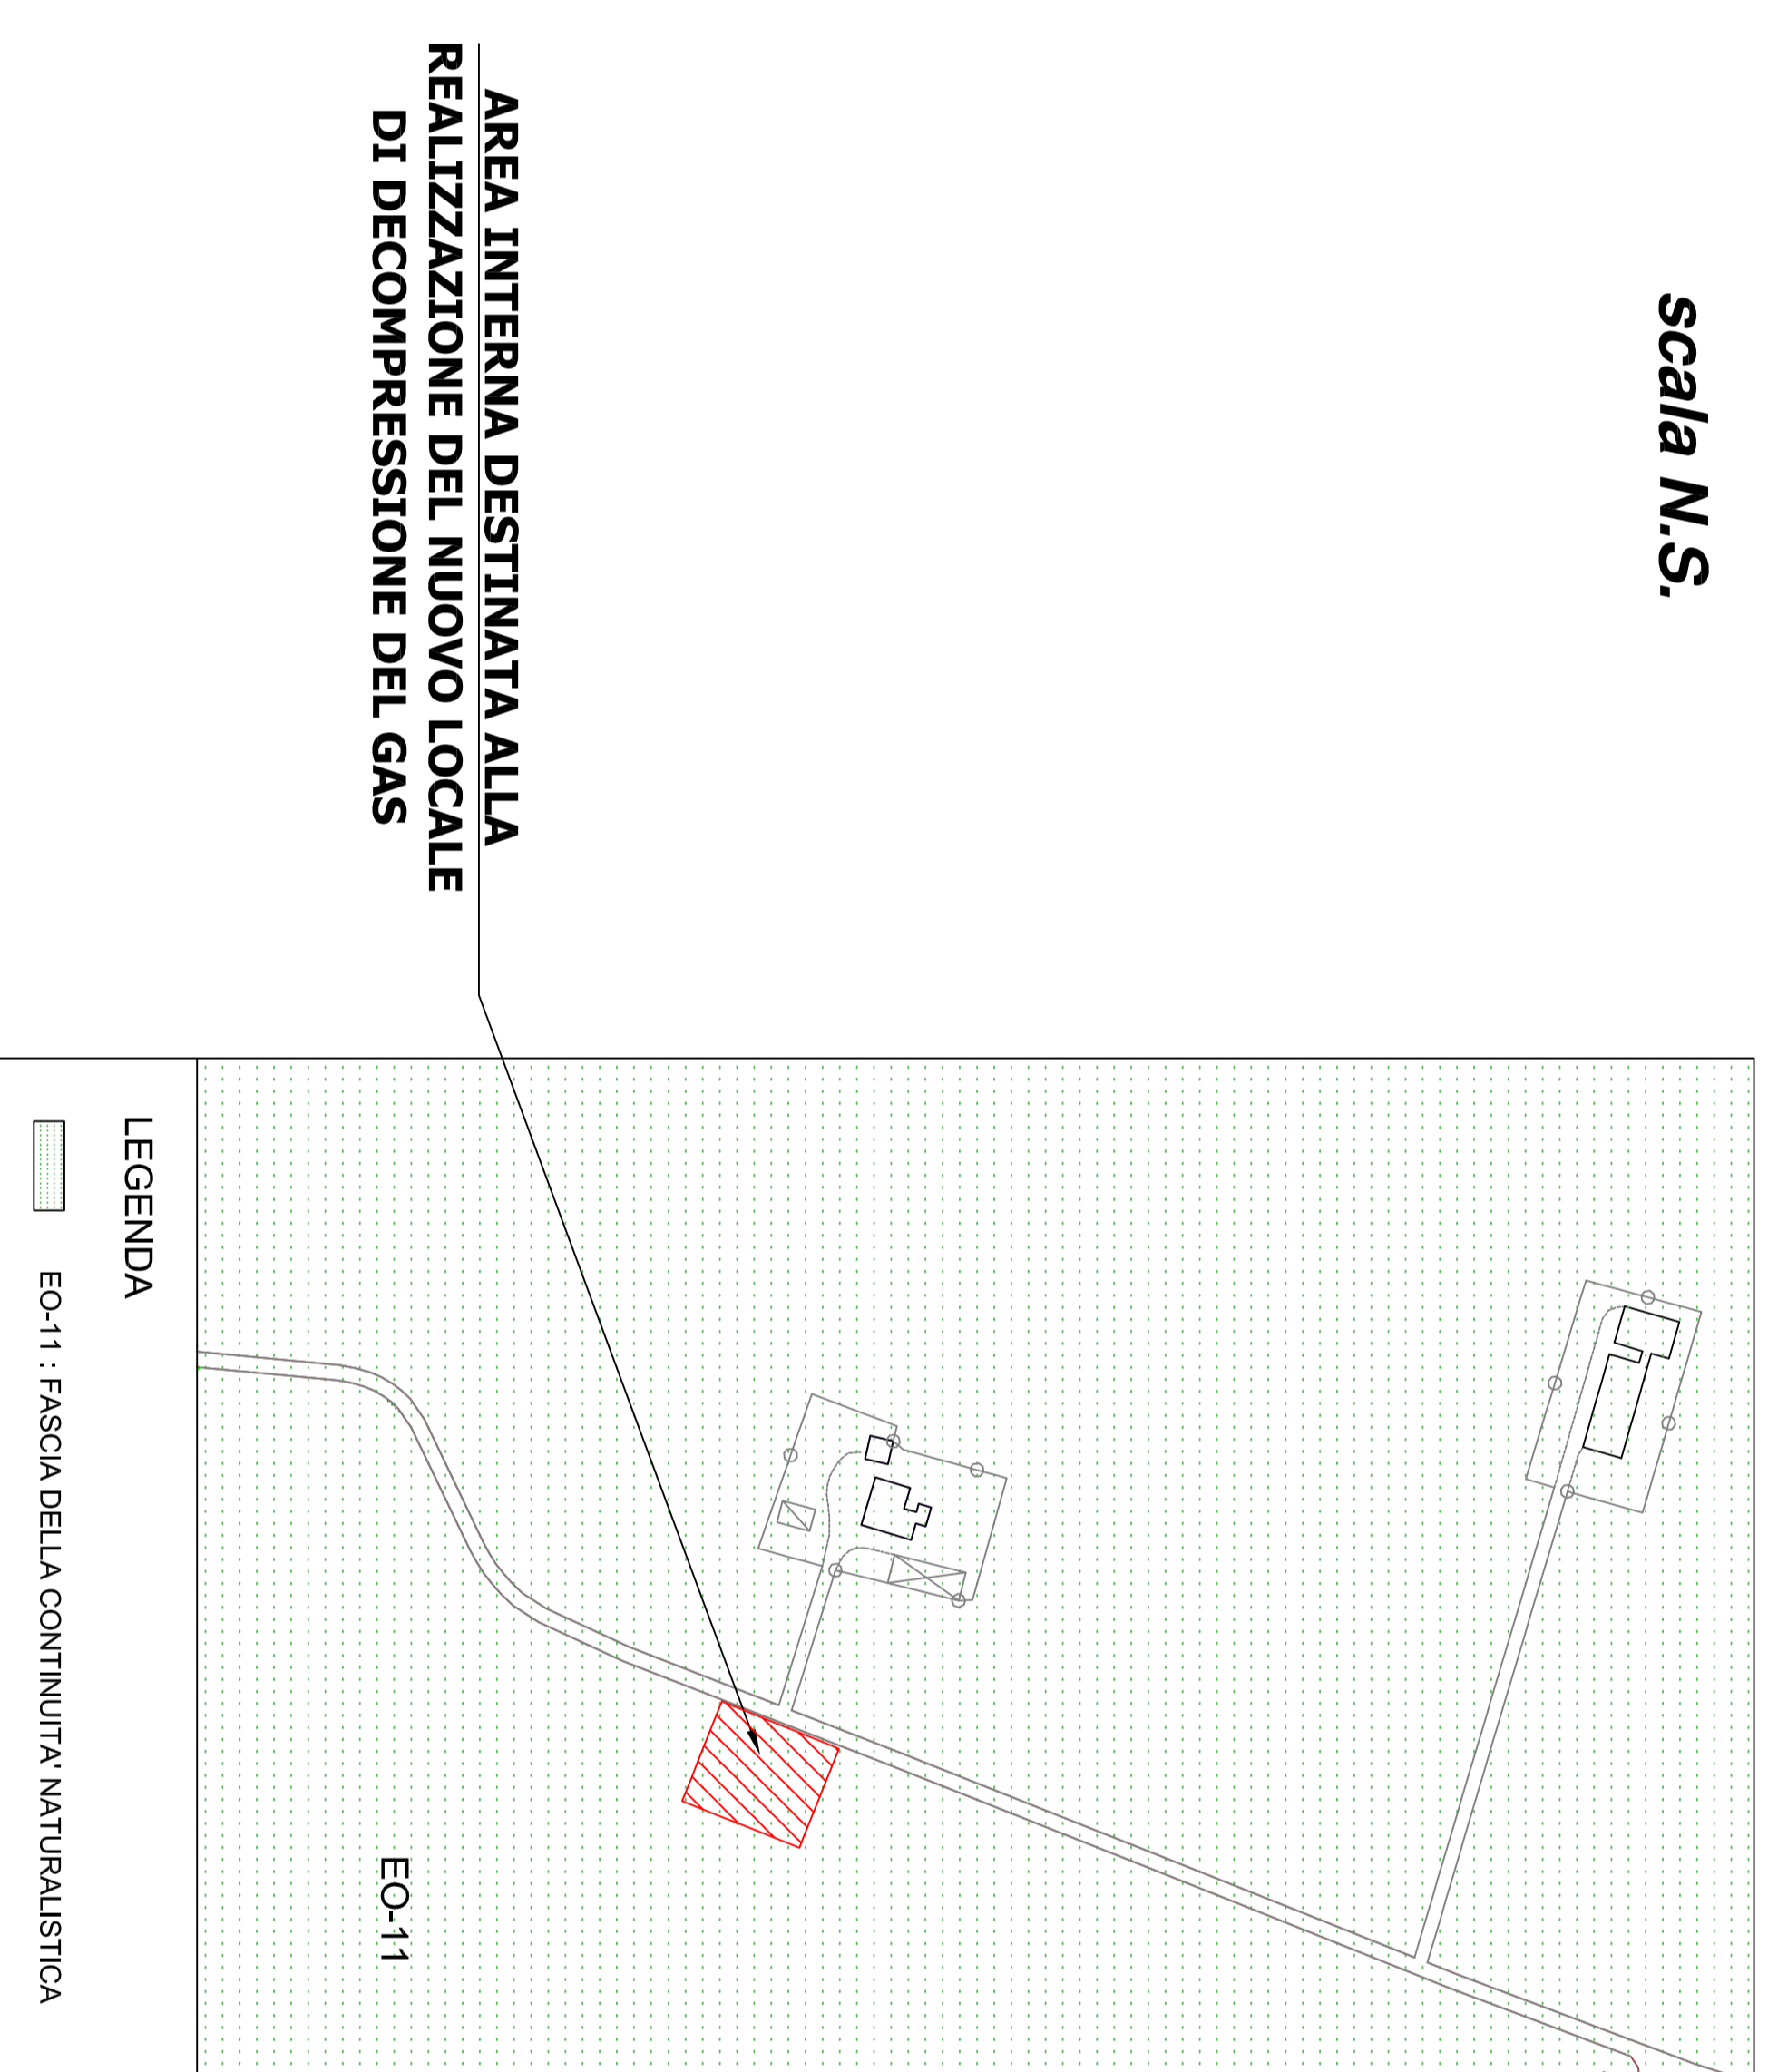 scala N.S.
AREA INTERNA DESTINATA ALLA
REALIZZAZIONE DEL NUOVO LOCALE
DI DECOMPRESSIONE DEL GAS
EO-11
LEGENDA
EO-11 : FASCIA DELLA CONTINUITA' NATURALISTICA